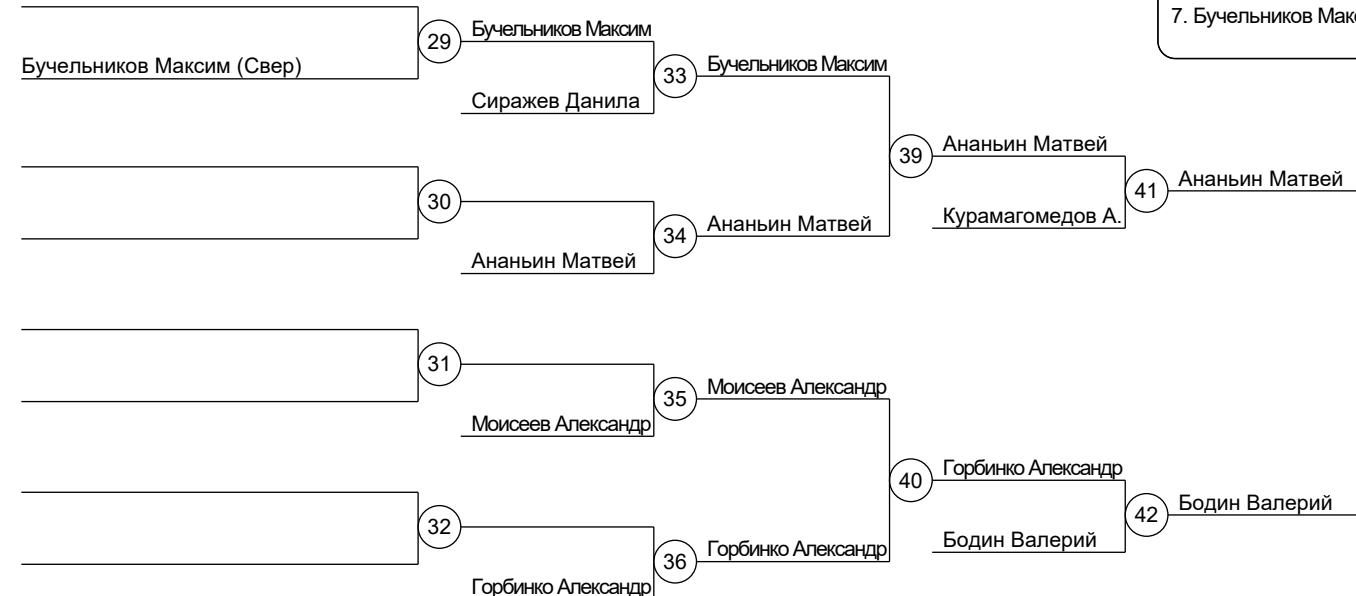 7. Бучельников Мак
29
Бучельников Максим
Бучельников Максим (Свер)
33
Бучельников Максим
Сиражев Данила
39
Ананьин Матвей
41
Ананьин Матвей
30
34
Ананьин Матвей
Курамагомедов А.
Ананьин Матвей
31
35
Моисеев Александр
Моисеев Александр
40
Горбинко Александр
42
Бодин Валерий
32
36
Горбинко Александр
Бодин Валерий
Горбинко Александр